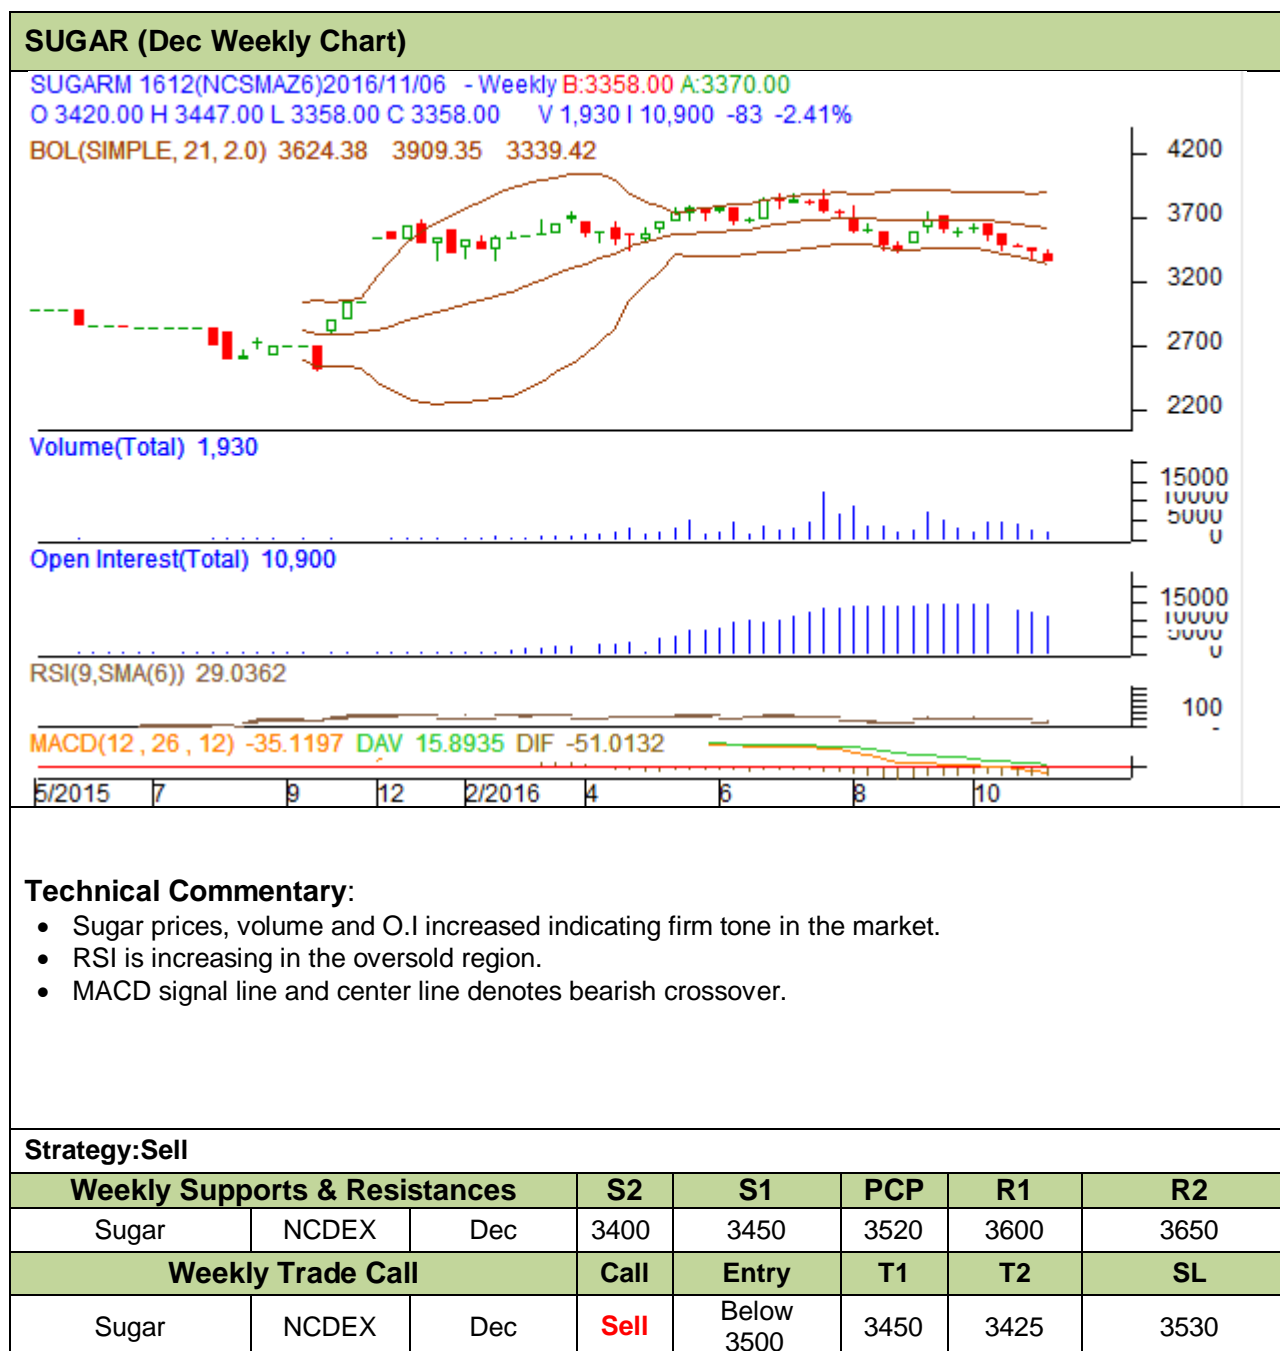 SUGAR (Dec Weekly Chart)
SUGARM 1612(NCSMAZ6)2016/11/06 - Weekly B:3358.00 A:3370.00
O 3420.00 H 3447.00 L 3358.00 C 3358.00 V 1,930 I 10,900 -83 -2.41%
BOL(SIMPLE, 21, 2.0) 3624.38 3909.35 3339.42
4200
3700
3200
2700
2200
Volume(Total) 1,930
15000
10000
5000
0
Open Interest(Total) 10,900
15000
10000
5000
0
RSI(9,SMA(6)) 29.0362
100
MACD(12 , 26 , 12) -35.1197 DAV 15.8935 DIF -51.0132
5/2015 7 9 12 2/2016 4 6 8 10
Technical Commentary:
• Sugar prices, volume and O.I increased indicating firm tone in the market.
• RSI is increasing in the oversold region.
• MACD signal line and center line denotes bearish crossover.
Strategy:Sell
Weekly Supports & Resistances S2 S1 PCP R1 R2
Sugar NCDEX Dec 3400 3450 3520 3600 3650
Weekly Trade Call Call Entry T1 T2 SL
Sugar NCDEX Dec Sell Below 3500 3450 3425 3530